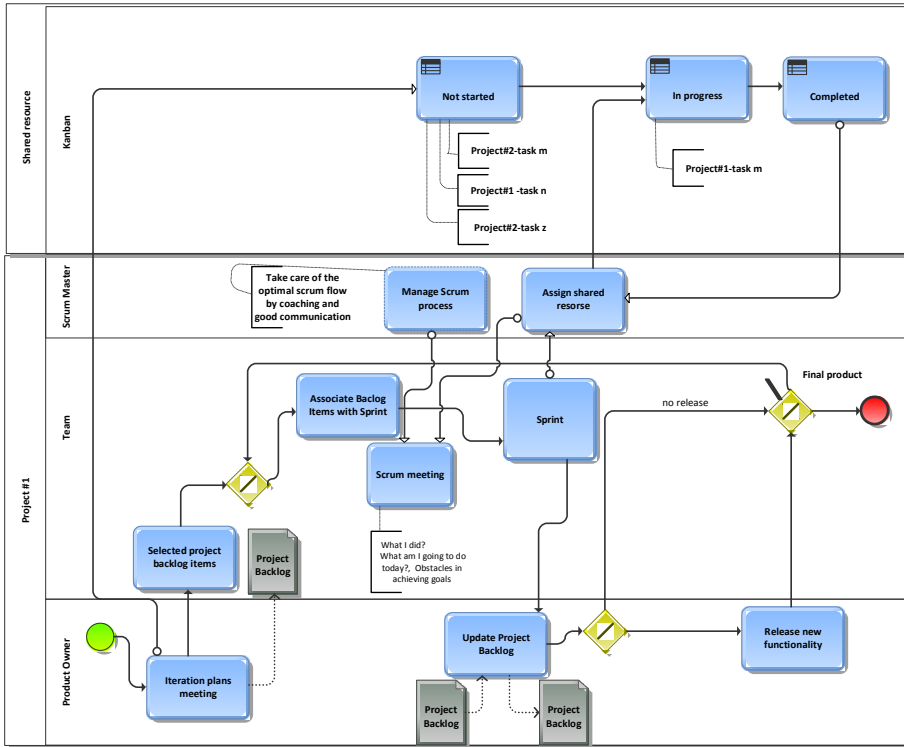 Shared resource
Kanban
Not started
In progress
Completed
Project#2-task m
Project#1 -task n
Project#2-task z
Project#1-task m
Project #1
Scrum Master
Take care of the
optimal scrum flow
by coaching and
good communication
Manage Scrum
process
Assign shared
resorse
Team
Associate Baclog
Items with Sprint
Sprint
Scrum meeting
no release
Final product
Selected project
backlog items
Project
Backlog
What I did?
What am I going to do
today?, Obstacles in
achieving goals
Product Owner
Iteration plans
meeting
Update Project
Backlog
Release new
functionality
Project
Backlog
Project
Backlog